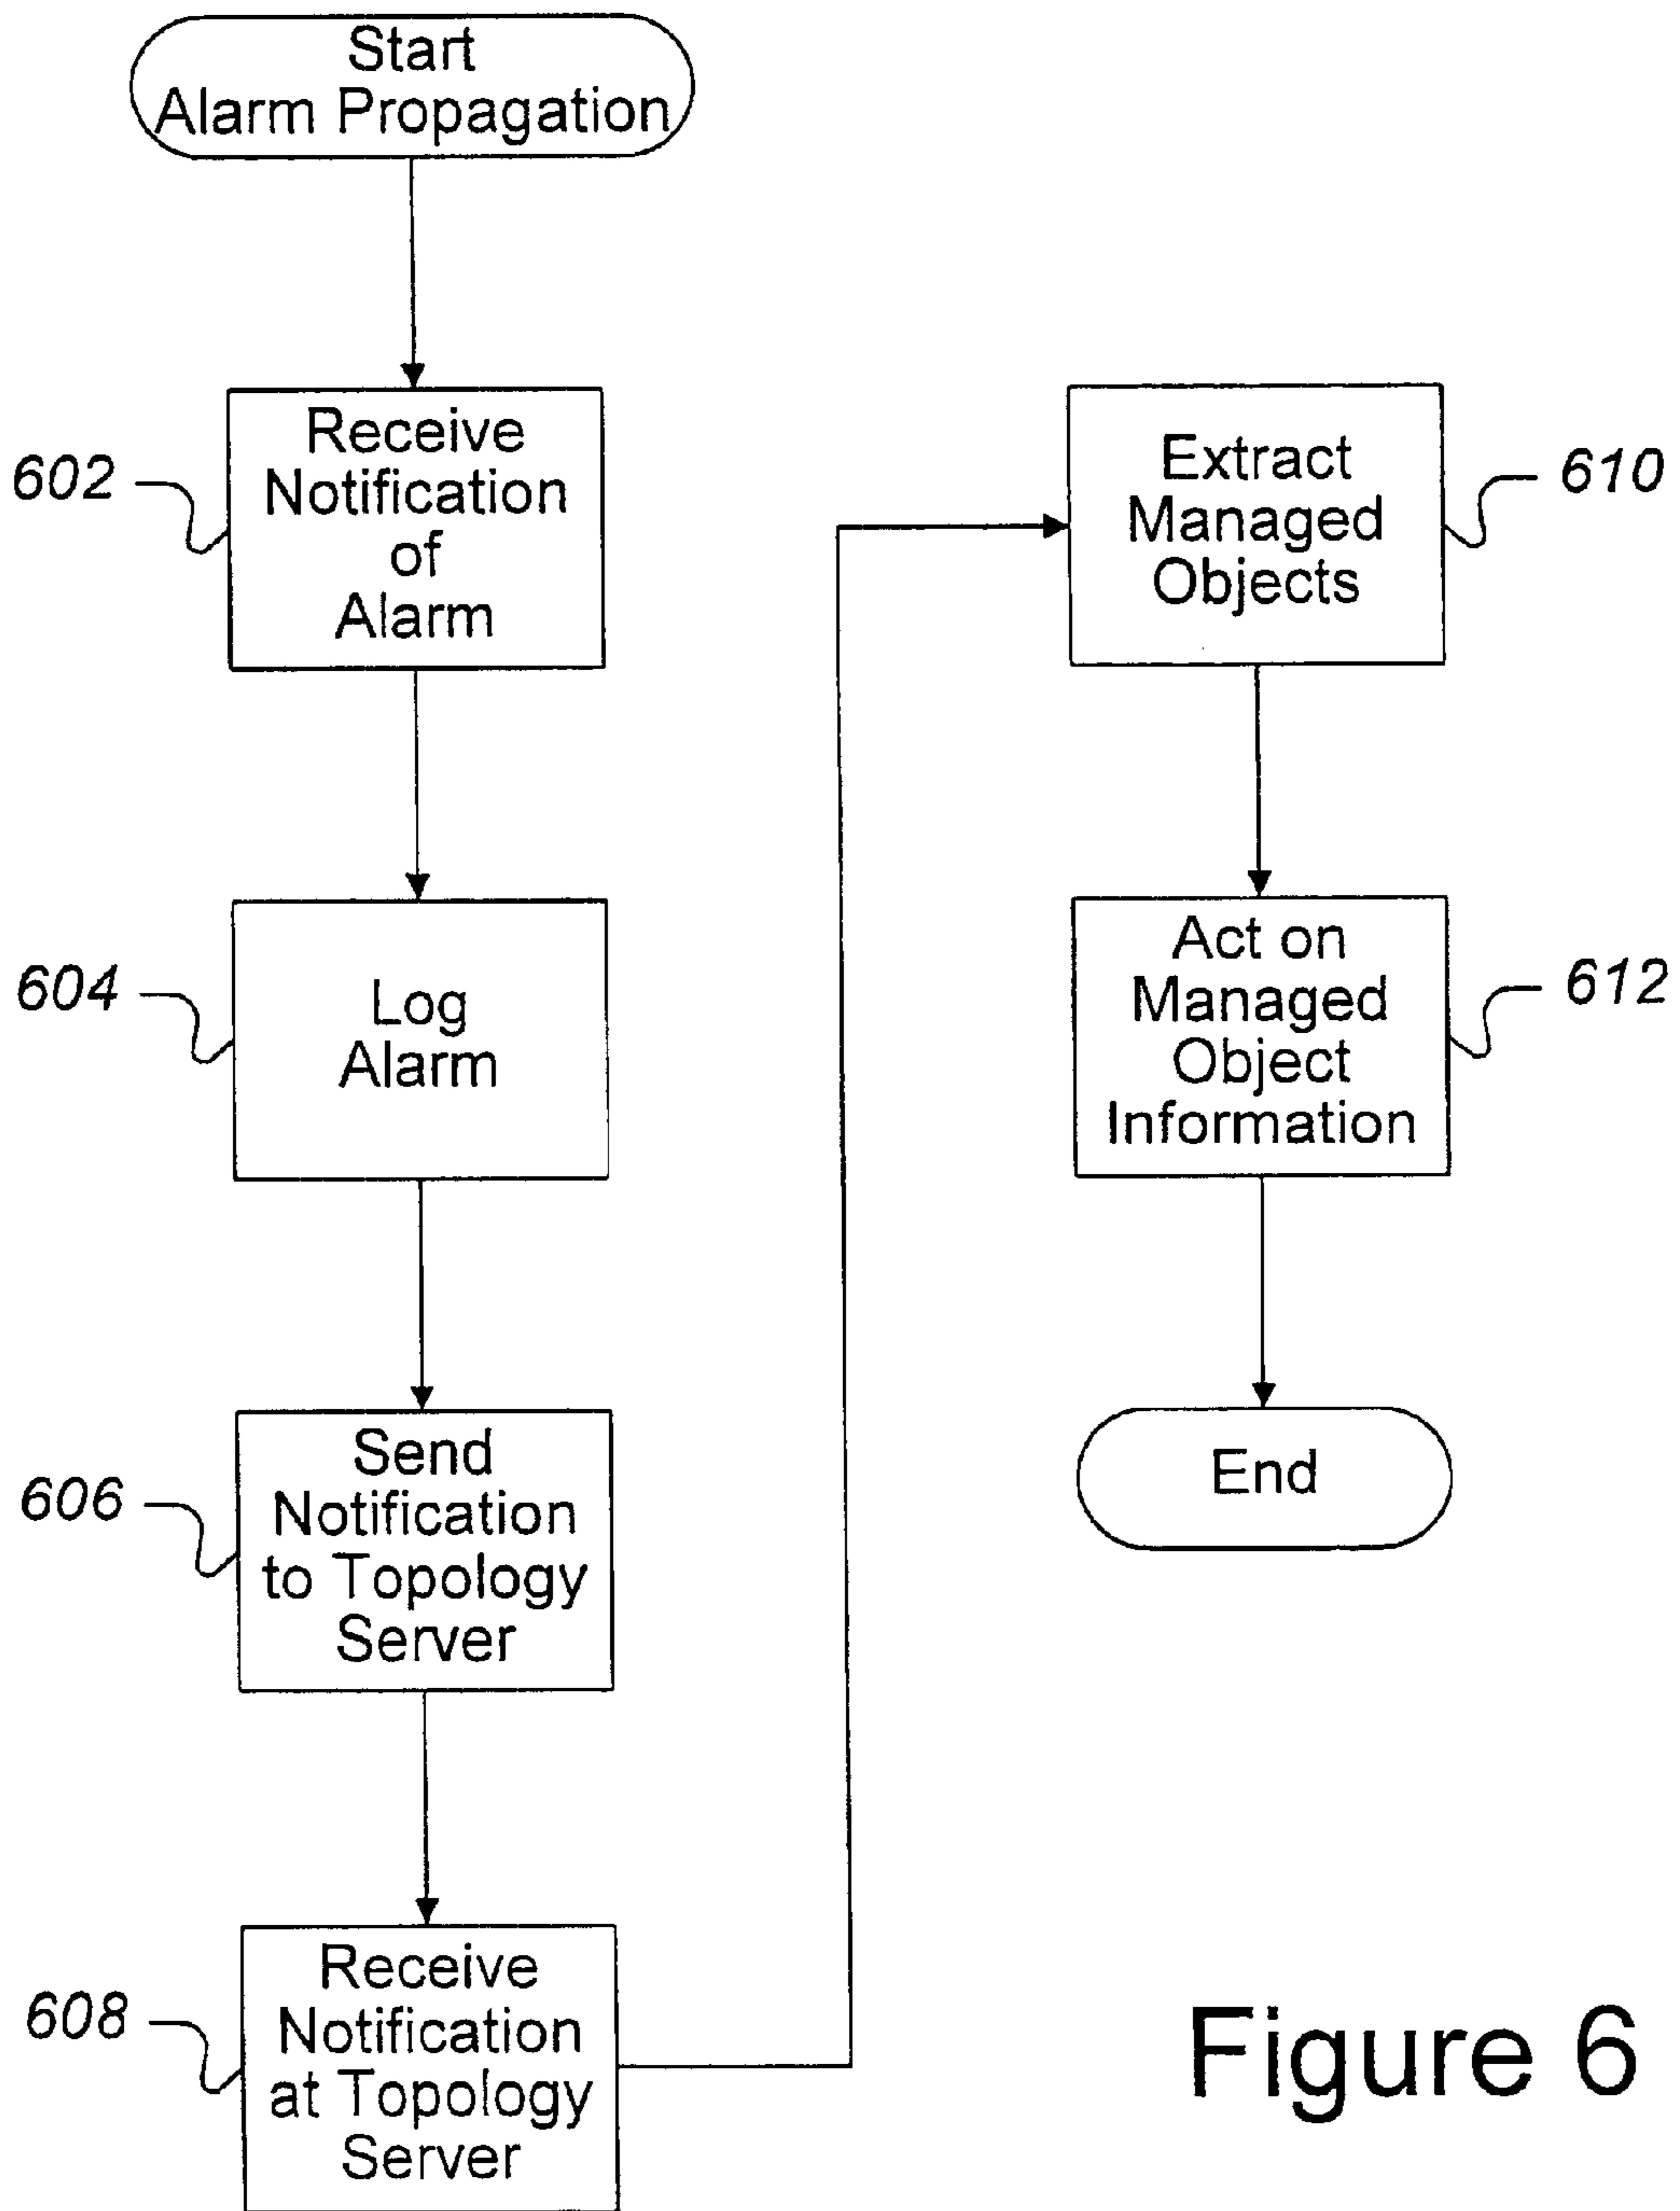 Start
Alarm Propagation
602
Receive
Notification
of
Alarm
604
Log
Alarm
606
Send
Notification
to Topology
Server
608
Receive
Notification
at Topology
Server
610
Extract
Managed
Objects
612
Act on
Managed
Object
Information
End
Figure 6